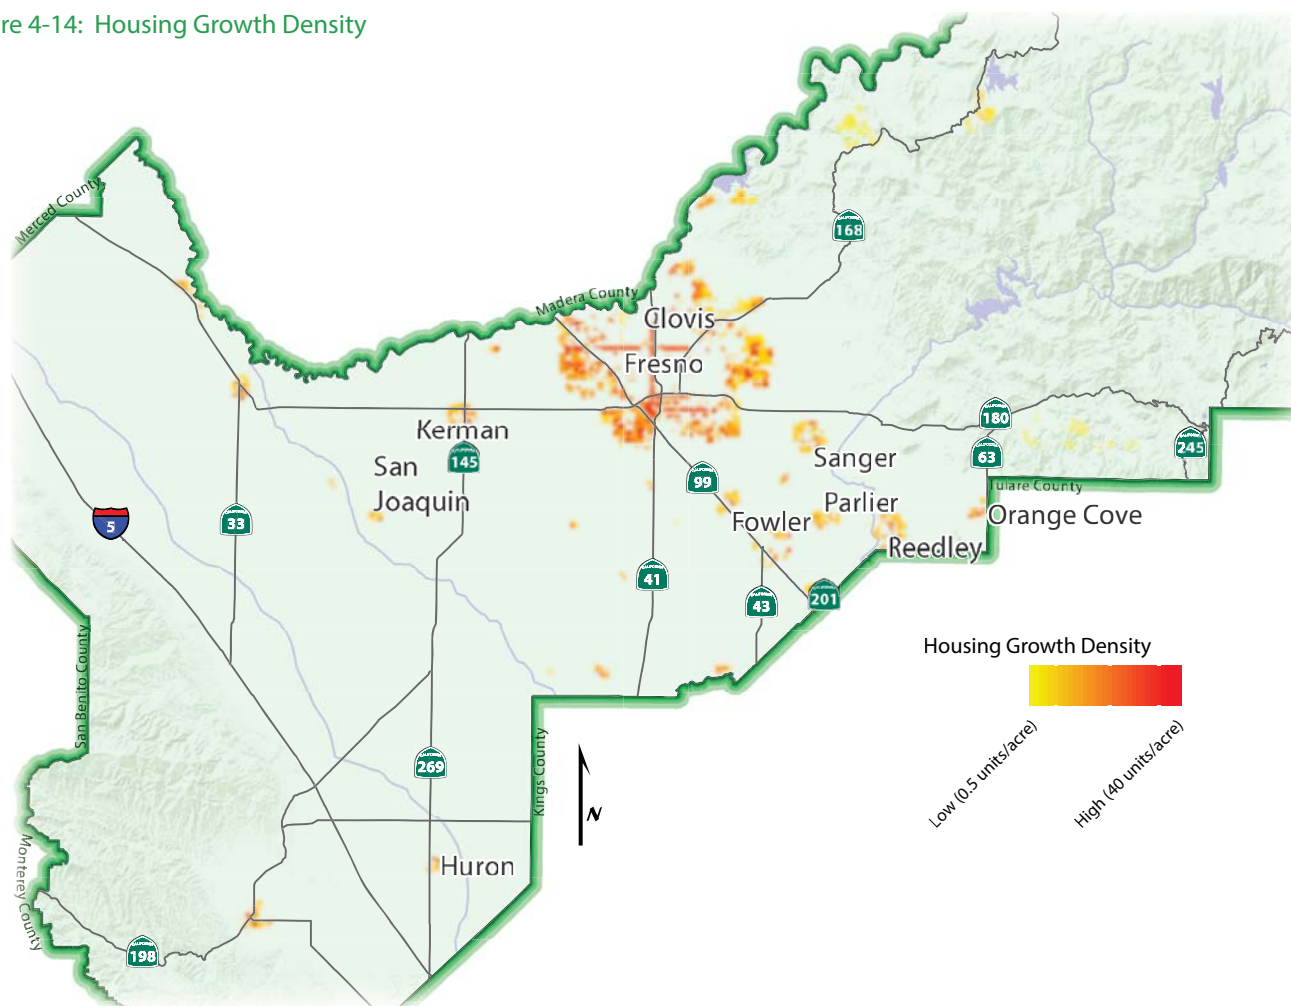 re 4-14: Housing Growth Density
Merced County
168
Madera County
Clovis
Fresno
180
Kerman
245
63
145
Sanger
San
Joaquin
99
Tulare County
Parlier
Orange Cove
5
33
Fowler
Reedley
41
43
201
San Benito County
Housing Growth Density
Low (0.5 units/acre)
High (40 units/acre)
269
Kings County
N
Monterey County
Huron
198